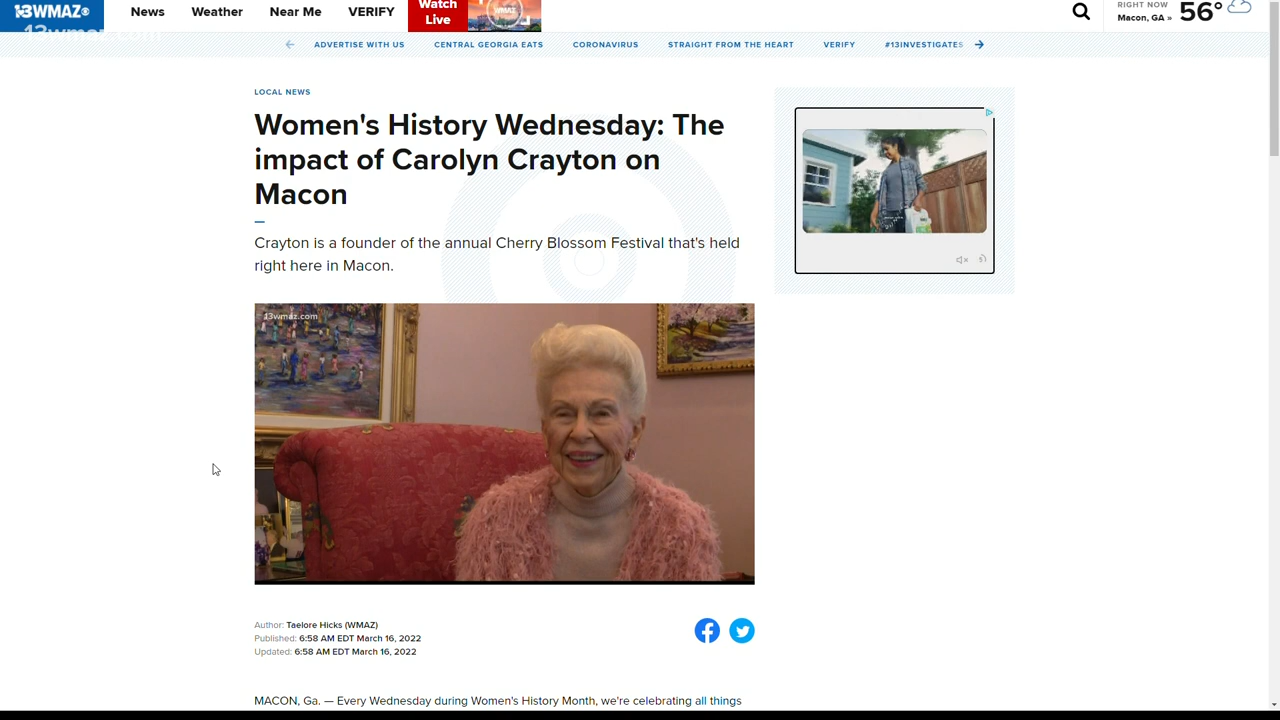 13WMAZ
News
Weather
Near Me
VERIFY
Watch
Live
WMAZ
RIGHT NOW
Macon, GA »
56°
13wmaz.com
ADVERTISE WITH US
CENTRAL GEORGIA EATS
CORONAVIRUS
STRAIGHT FROM THE HEART
VERIFY
#13INVESTIGATES
LOCAL NEWS
Women's History Wednesday: The
impact of Carolyn Crayton on
Macon
Crayton is a founder of the annual Cherry Blossom Festival that's held
right here in Macon.
13wmaz.com
Author: Taelore Hicks (WMAZ)
Published: 6:58 AM EDT March 16, 2022
Updated: 6:58 AM EDT March 16, 2022
MACON, Ga. — Every Wednesday during Women's History Month, we're celebrating all things